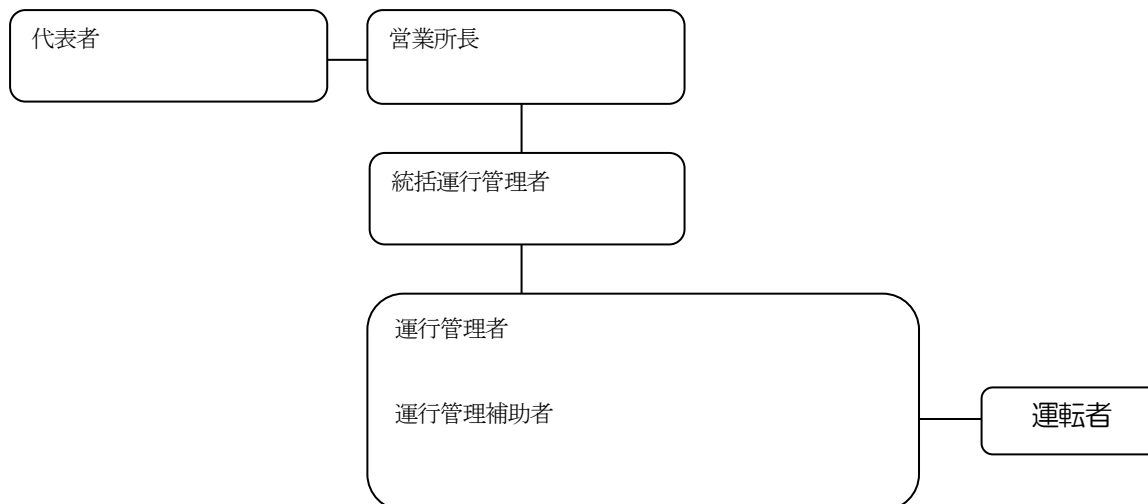 代表者
営業所長
統括運行管理者
運行管理者
運行管理補助者
運転者